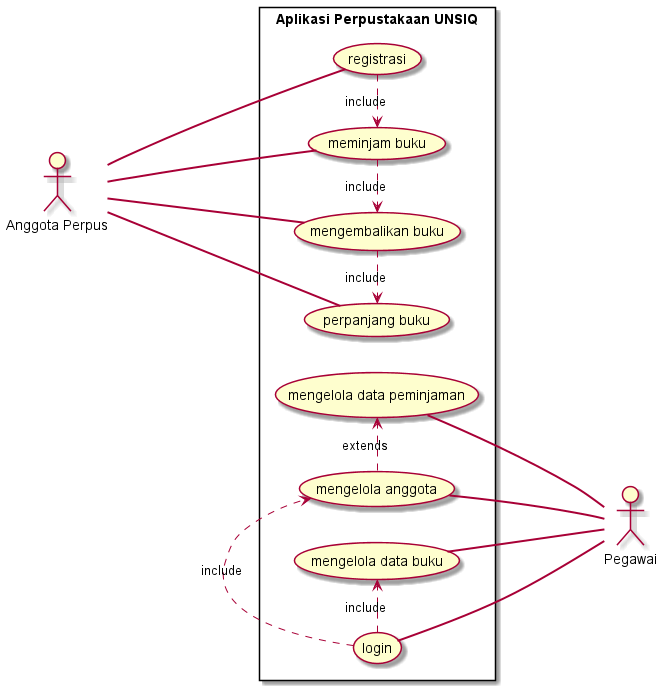 Aplikasi Perpustakaan UNSIQ
registrasi
include
meminjam buku
include
mengembalikan buku
include
perpanjang buku
Anggota Perpus
mengelola data peminjaman
extends
mengelola anggota
include
mengelola data buku
include
login
Pegawai